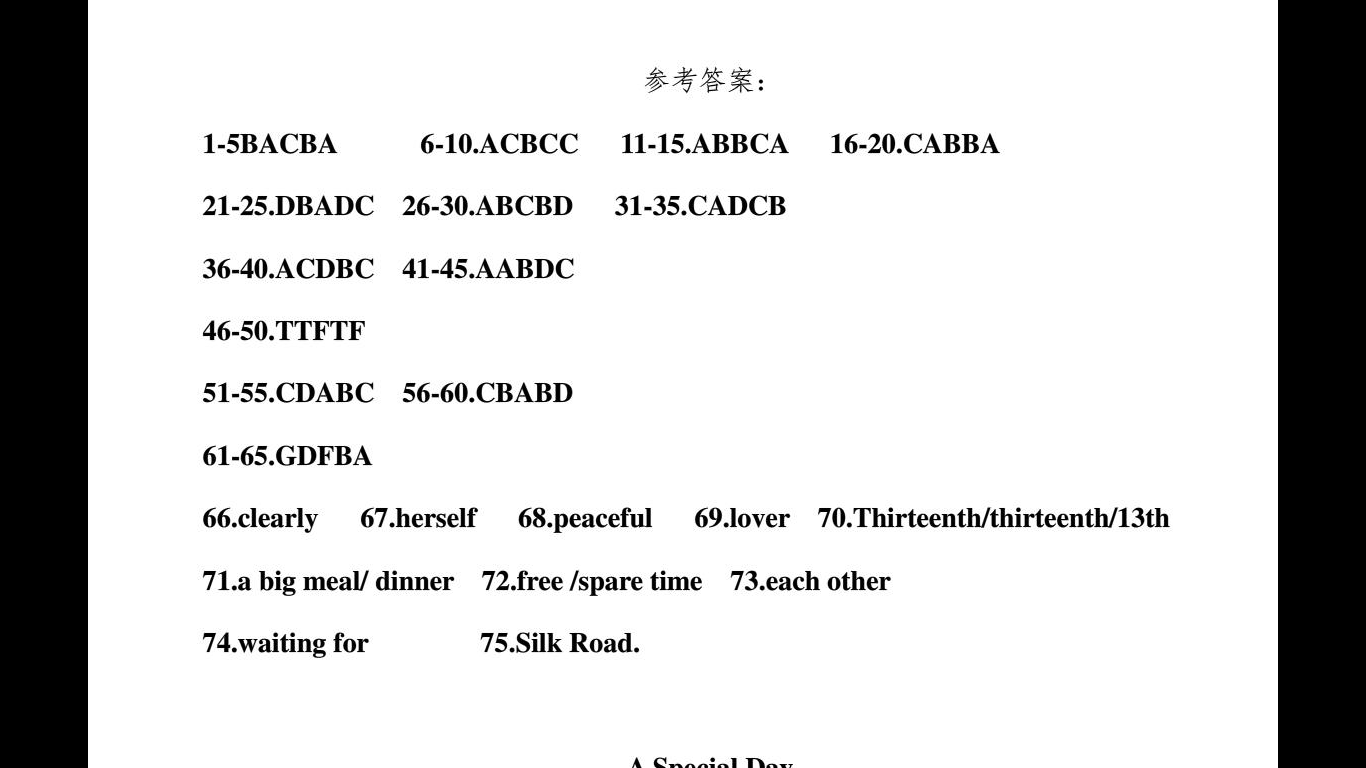 参考答案：
1-5BACBA 6-10.ACBCC 11-15.ABBCA 16-20.CABBA
21-25.DBADC 26-30.ABCBD 31-35.CADCB
36-40.ACDBC 41-45.AABDC
46-50.TTFTF
51-55.CDABC 56-60.CBABD
61-65.GDFBA
66.clearly 67.herself 68.peaceful 69.lover 70.Thirteenth/thirteenth/13th
71.a big meal/ dinner 72.free /spare time 73.each other
74.waiting for 75.Silk Road.
A Special Day